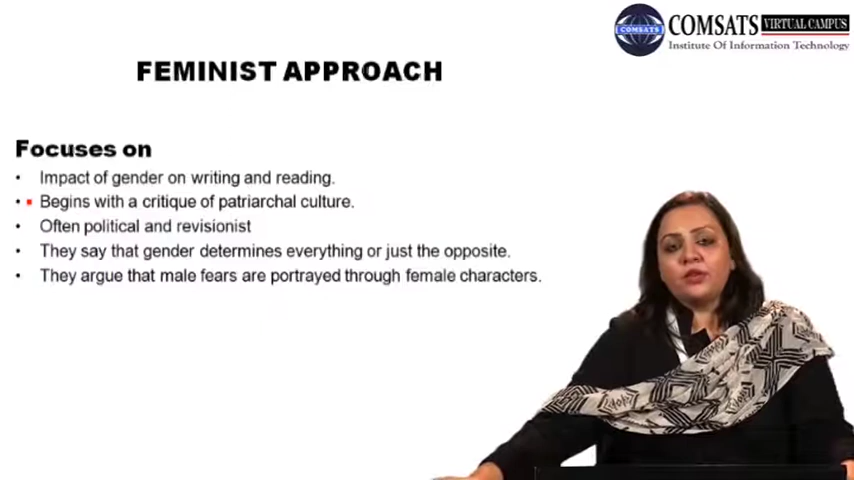 COMSATS
COMSATS VIRTUAL CAMPUS
Institute Of Information Technology
FEMINIST APPROACH
Focuses on
• Impact of gender on writing and reading.
• Begins with a critique of patriarchal culture.
• Often political and revisionist
• They say that gender determines everything or just the opposite.
• They argue that male fears are portrayed through female characters.